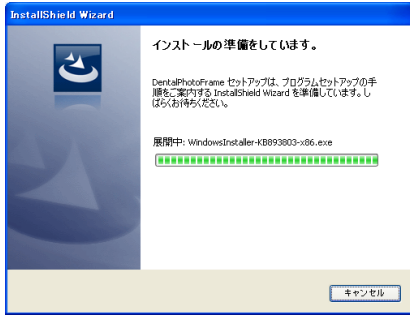 InstallShield Wizard
インストールの準備をしています。
DentalPhotoFrame セットアップは、プログラムセットアップの手
順をご案内する InstallShield Wizard を準備しています。し
ばらくお待ちください。
展開中: WindowsInstaller-KB893803-x86.exe
キャンセル